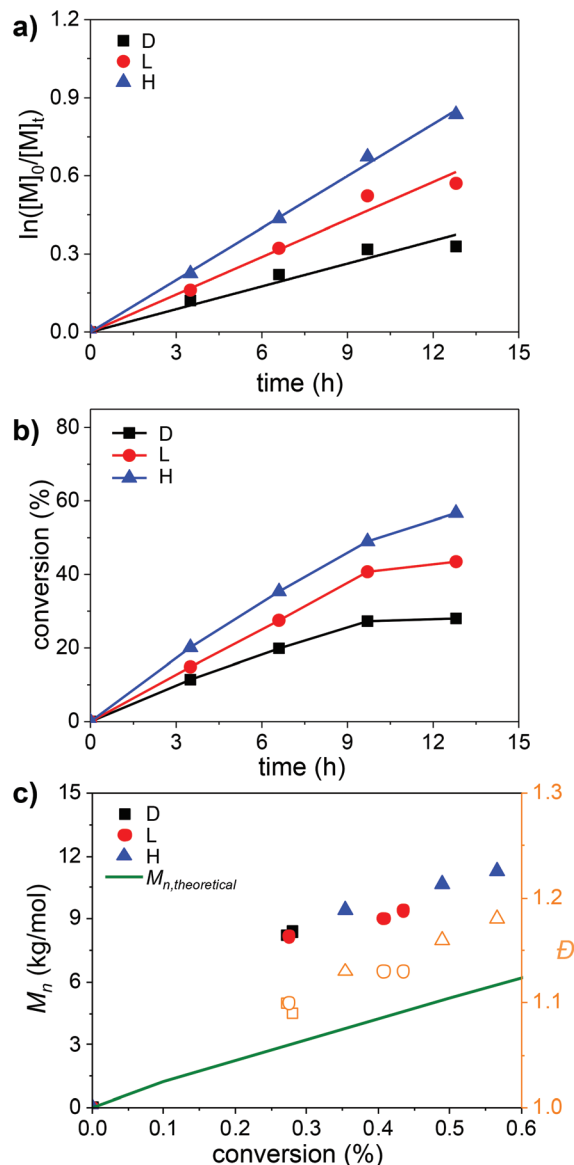 a)
1.2
0.9
0.6
0.3
0.0
ln([M]₀/[M]ₜ)
D
L
H
0 3 6 9 12 15
time (h)
b)
80
60
40
20
0
conversion (%)
D
L
H
0 3 6 9 12 15
time (h)
c)
15
12
9
6
3
0
Mₙ (kg/mol)
D
L
H
Mₙ,theoretical
1.3
1.2
1.1
1.0
Đ
0.0 0.1 0.2 0.3 0.4 0.5 0.6
conversion (%)